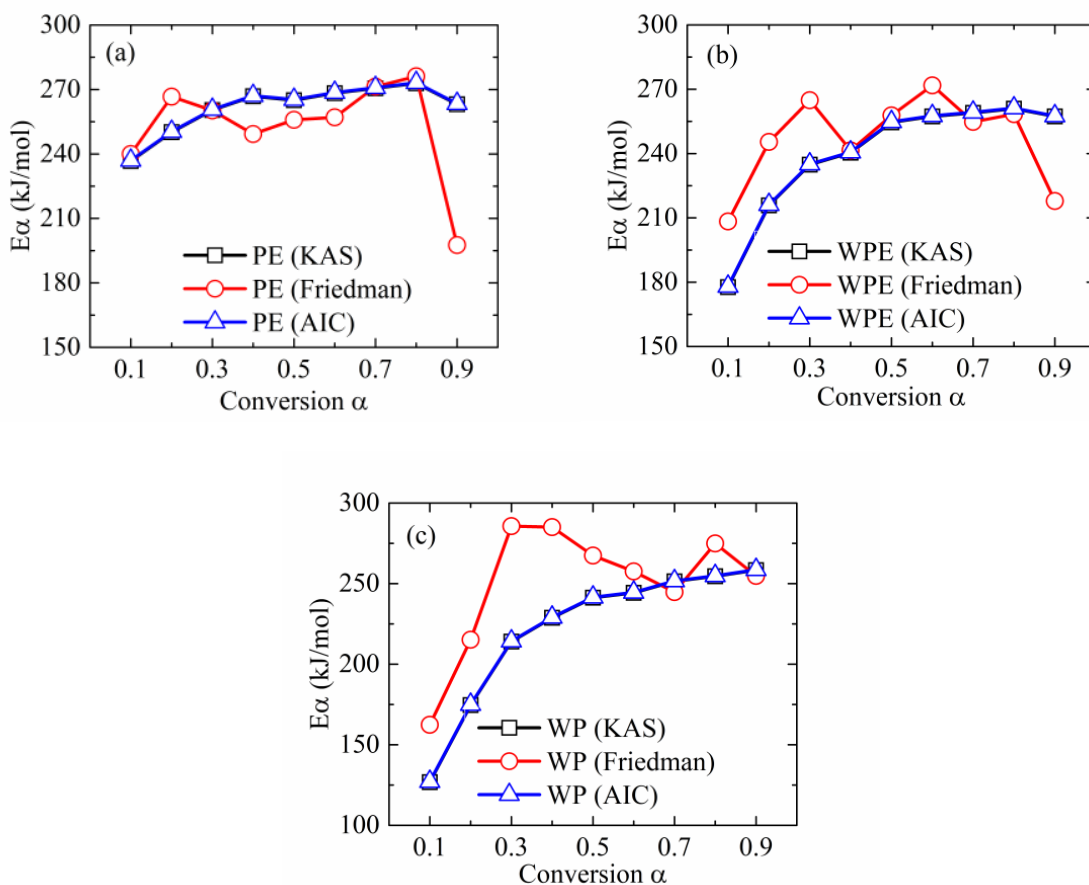 (a)
300
270
240
210
180
150
Eα (kJ/mol)
PE (KAS)
PE (Friedman)
PE (AIC)
0.1 0.3 0.5 0.7 0.9
Conversion α
(b)
300
270
240
210
180
150
Eα (kJ/mol)
WPE (KAS)
WPE (Friedman)
WPE (AIC)
0.1 0.3 0.5 0.7 0.9
Conversion α
(c)
300
250
200
150
100
Eα (kJ/mol)
WP (KAS)
WP (Friedman)
WP (AIC)
0.1 0.3 0.5 0.7 0.9
Conversion α